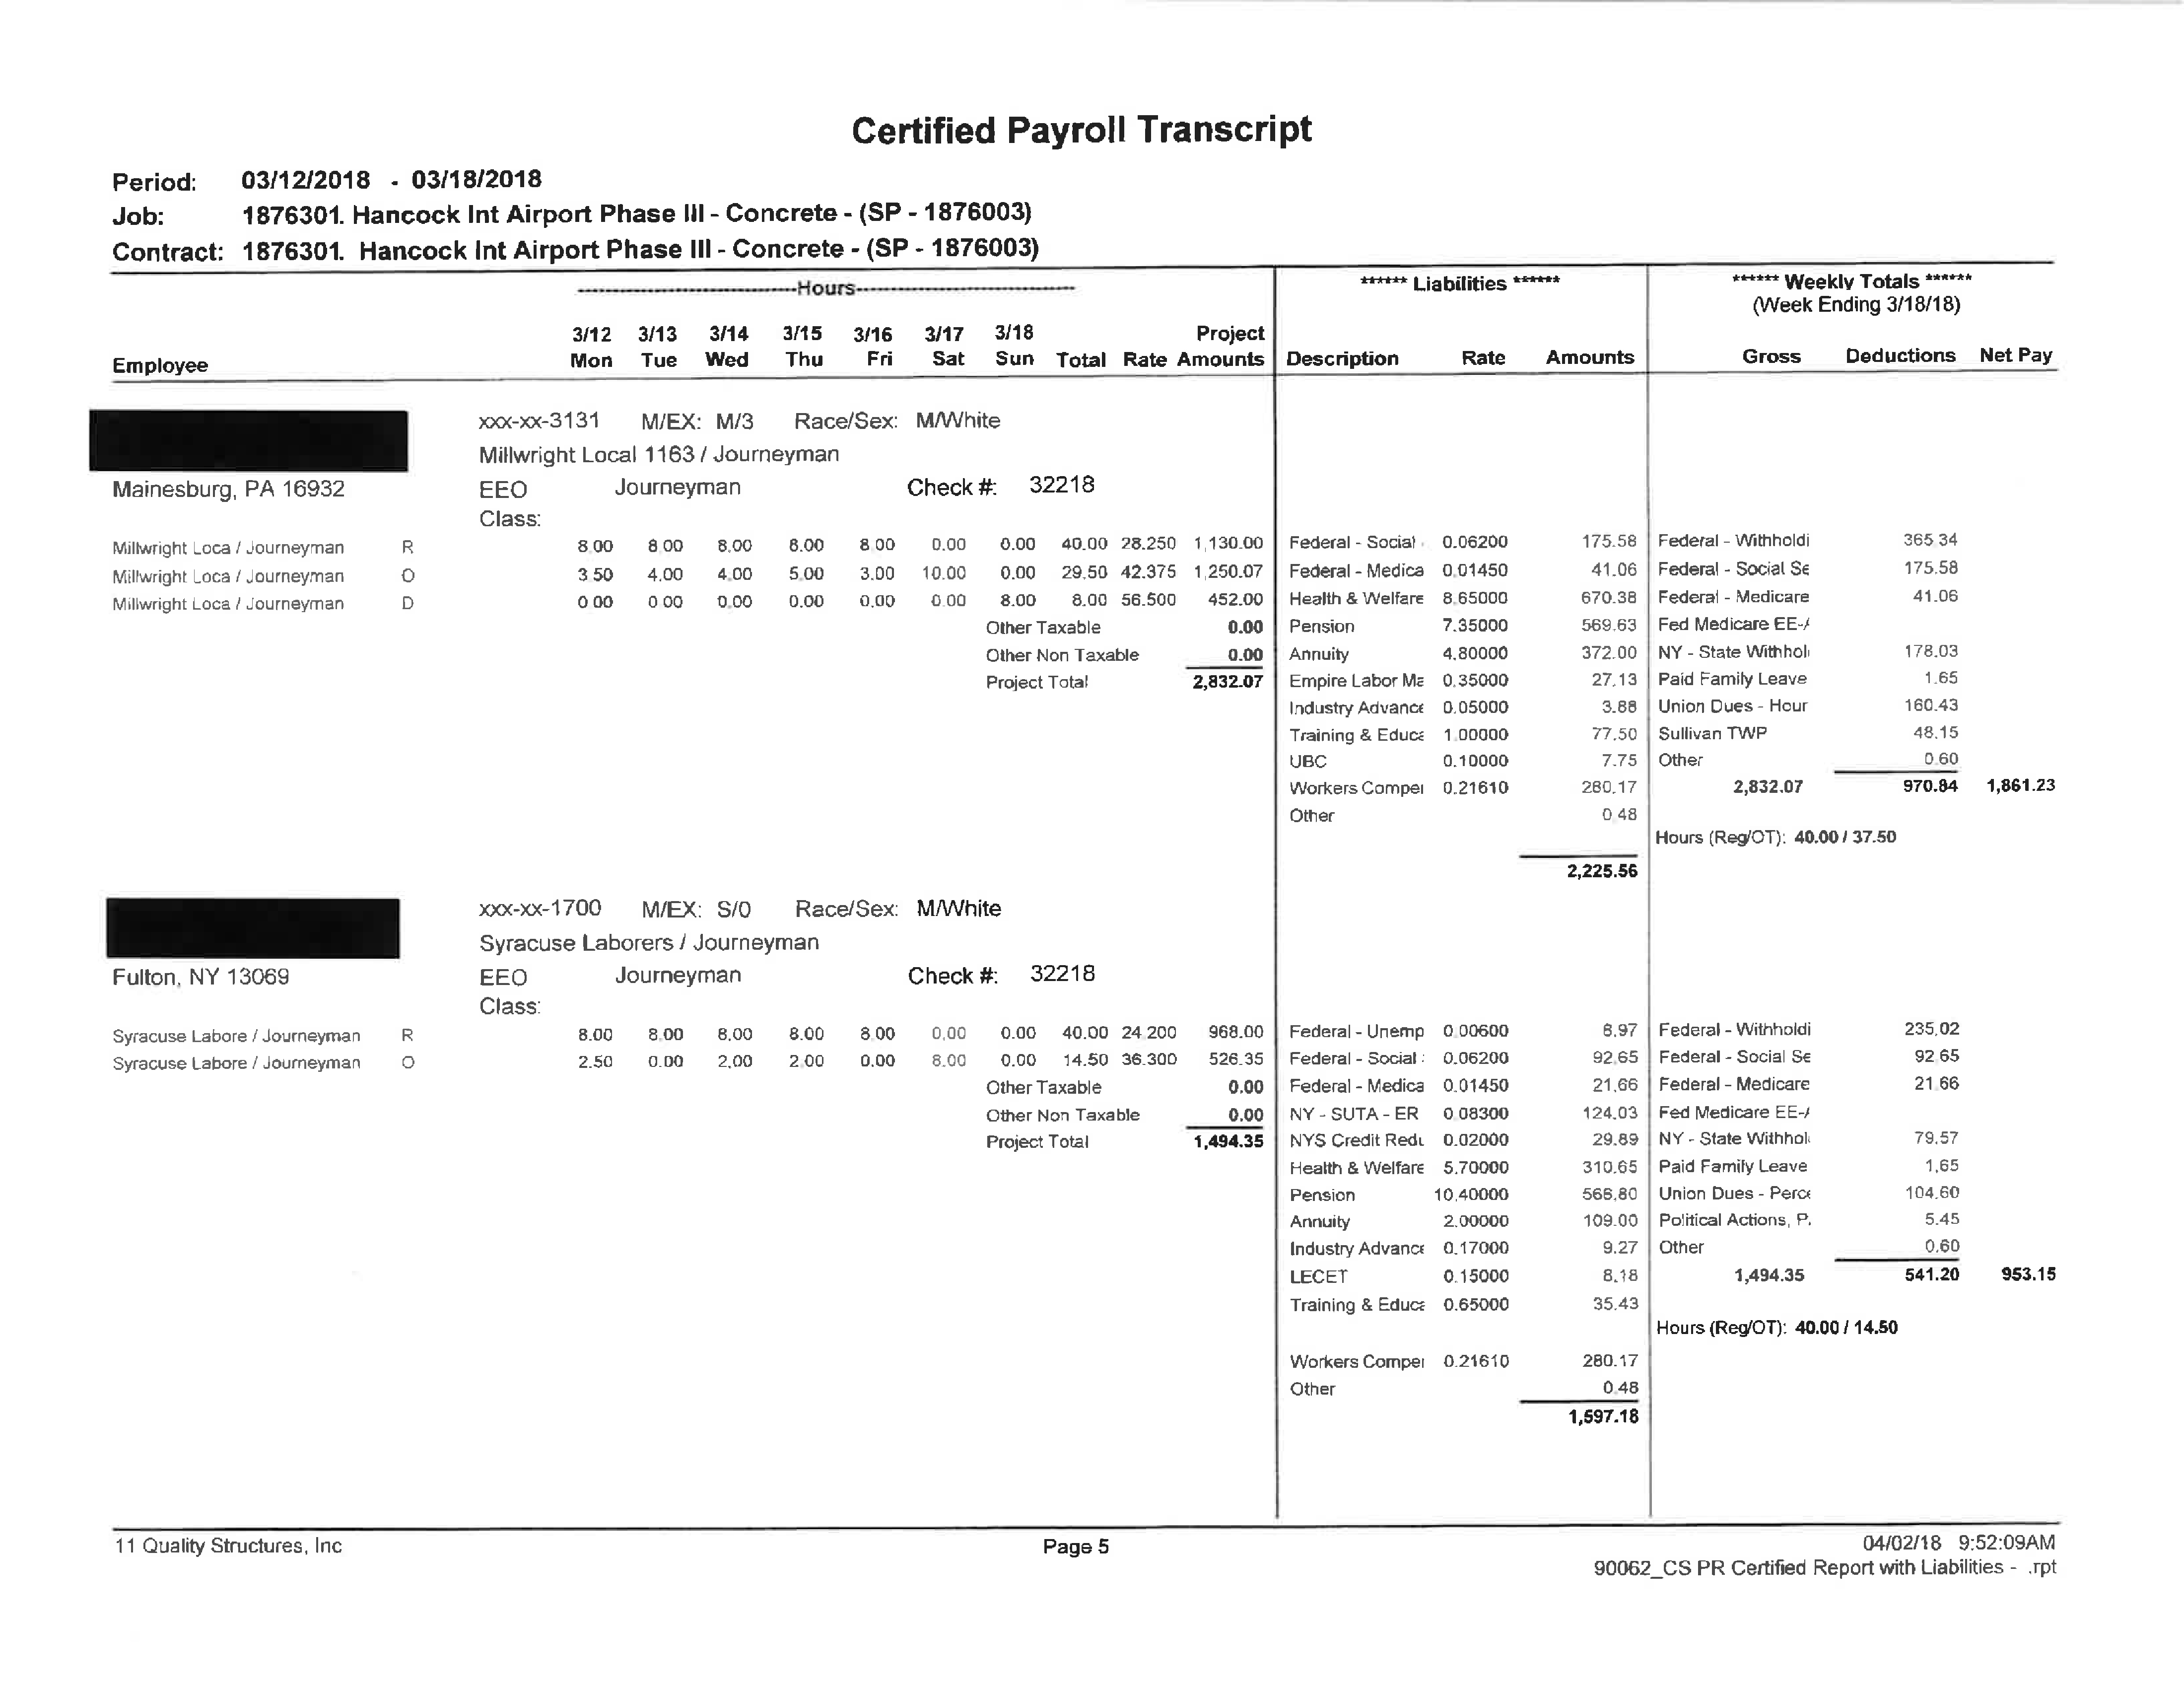 Certified Payroll Transcript
Period: 03/12/2018 - 03/18/2018
Job: 1876301. Hancock Int Airport Phase III - Concrete - (SP - 1876003)
Contract: 1876301. Hancock Int Airport Phase III - Concrete - (SP - 1876003)
Hours ****** Liabilities ****** ****** Weekly Totals ******
(Week Ending 3/18/18)
3/12 3/13 3/14 3/15 3/16 3/17 3/18 Project
Employee Mon Tue Wed Thu Fri Sat Sun Total Rate Amounts Description Rate Amounts Gross Deductions Net Pay
xxx-xx-3131 M/EX: M/3 Race/Sex: M/White
Millwright Local 1163 / Journeyman
Mainesburg, PA 16932 EEO Journeyman Check #: 32218
Class:
Millwright Loca / Journeyman R 8.00 8.00 8.00 8.00 8.00 0.00 0.00 40.00 28.250 1,130.00 Federal - Social 0.06200 175.58 Federal - Withholdi 365.34
Millwright Loca / Journeyman O 3.50 4.00 4.00 5.00 3.00 10.00 0.00 29.50 42.375 1,250.07 Federal - Medica 0.01450 41.06 Federal - Social Se 175.58
Millwright Loca / Journeyman D 0.00 0.00 0.00 0.00 0.00 0.00 8.00 8.00 56.500 452.00 Health & Welfare 8.65000 670.38 Federal - Medicare 41.06
Other Taxable 0.00 Pension 7.35000 569.63 Fed Medicare EE-/
Other Non Taxable 0.00 Annuity 4.80000 372.00 NY - State Withhol 178.03
Project Total 2,832.07 Empire Labor Ma 0.35000 27.13 Paid Family Leave 1.65
Industry Advance 0.05000 3.88 Union Dues - Hour 160.43
Training & Educa 1.00000 77.50 Sullivan TWP 48.15
UBC 0.10000 7.75 Other 0.60
Workers Compe 0.21610 280.17 2,832.07 970.84 1,861.23
Other 0.48
Hours (Reg/OT): 40.00 / 37.50
2,225.56
xxx-xx-1700 M/EX: S/0 Race/Sex: M/White
Syracuse Laborers / Journeyman
Fulton, NY 13069 EEO Journeyman Check #: 32218
Class:
Syracuse Labore / Journeyman R 8.00 8.00 8.00 8.00 8.00 0.00 0.00 40.00 24.200 968.00 Federal - Unemp 0.00600 8.97 Federal - Withholdi 235.02
Syracuse Labore / Journeyman O 2.50 0.00 2.00 2.00 0.00 8.00 0.00 14.50 36.300 526.35 Federal - Social 0.06200 92.65 Federal - Social Se 92.65
Other Taxable 0.00 Federal - Medica 0.01450 21.66 Federal - Medicare 21.66
Other Non Taxable 0.00 NY - SUTA - ER 0.08300 124.03 Fed Medicare EE-/
Project Total 1,494.35 NYS Credit Redu 0.02000 29.89 NY - State Withhol 79.57
Health & Welfare 5.70000 310.65 Paid Family Leave 1.65
Pension 10.40000 566.80 Union Dues - Perce 104.60
Annuity 2.00000 109.00 Political Actions, P. 5.45
Industry Advance 0.17000 9.27 Other 0.60
LECET 0.15000 8.18 1,494.35 541.20 953.15
Training & Educa 0.65000 35.43
Hours (Reg/OT): 40.00 / 14.50
Workers Compe 0.21610 280.17
Other 0.48
1,597.18
11 Quality Structures, Inc Page 5 04/02/18 9:52:09AM
90062_CS PR Certified Report with Liabilities - .rpt